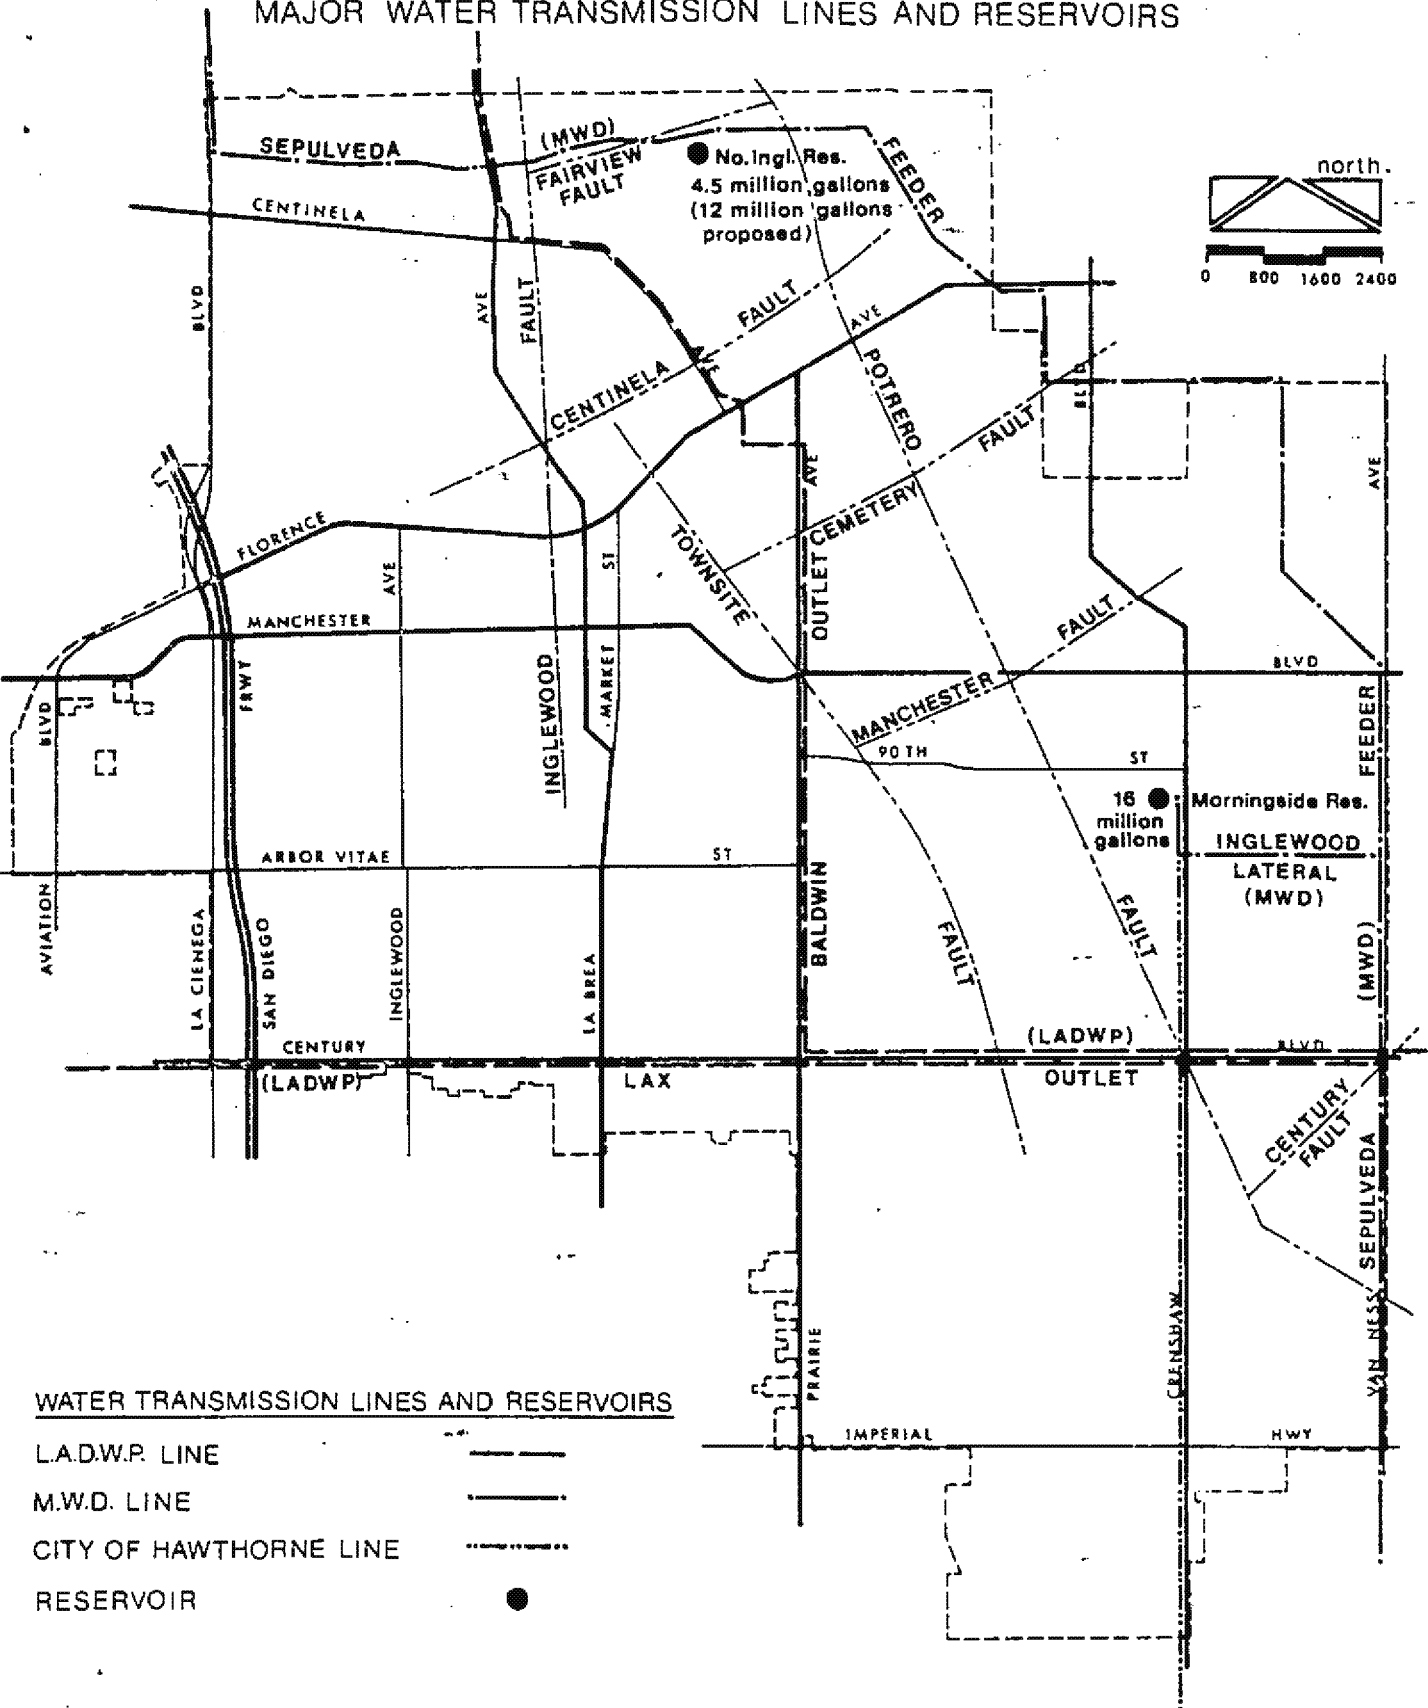 MAJOR WATER TRANSMISSION LINES AND RESERVOIRS
SEPULVEDA
(MWD)
FAIRVIEW
FAULT
No. Ingl. Res.
4.5 million gallons
(12 million gallons
proposed)
FEEDER
north.
0 800 1600 2400
CENTINELA
BLVD
AVE
FAULT
FAULT
CENTINELA
AVE
AVE
POTRERO
FAULT
BLVD
AVE
AVE
CEMETERY
OUTLET
TOWNSITE
FLORENCE
AVE
ST
MANCHESTER
FAULT
BLVD
FRWY
INGLEWOOD
MARKET
MANCHESTER
BLVD
90 TH
ST
FEEDER
16
million
gallons
Morningside Res.
INGLEWOOD
LATERAL
(MWD)
ARBOR VITAE
ST
AVIATION
LA CIENEGA
SAN DIEGO
INGLEWOOD
LA BREA
BALDWIN
FAULT
FAULT
(MWD)
CENTURY
(LADWP)
LAX
(LADWP)
OUTLET
BLVD
CENTURY
FAULT
SEPULVEDA
PRAIRIE
CRENSHAW
VAN NESS
IMPERIAL
HWY
WATER TRANSMISSION LINES AND RESERVOIRS
L.A.D.W.P. LINE
M.W.D. LINE
CITY OF HAWTHORNE LINE
RESERVOIR